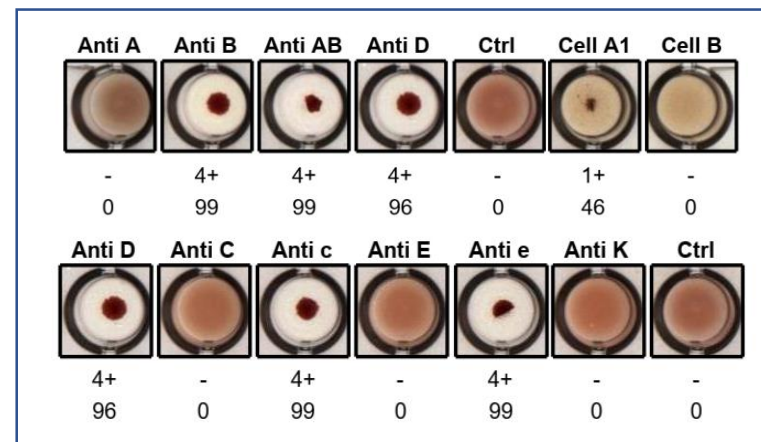 Anti A Anti B Anti AB Anti D Ctrl Cell A1 Cell B
- 4+ 4+ 4+ - 1+ -
0 99 99 96 0 46 0
Anti D Anti C Anti c Anti E Anti e Anti K Ctrl
4+ - 4+ - 4+ - -
96 0 99 0 99 0 0